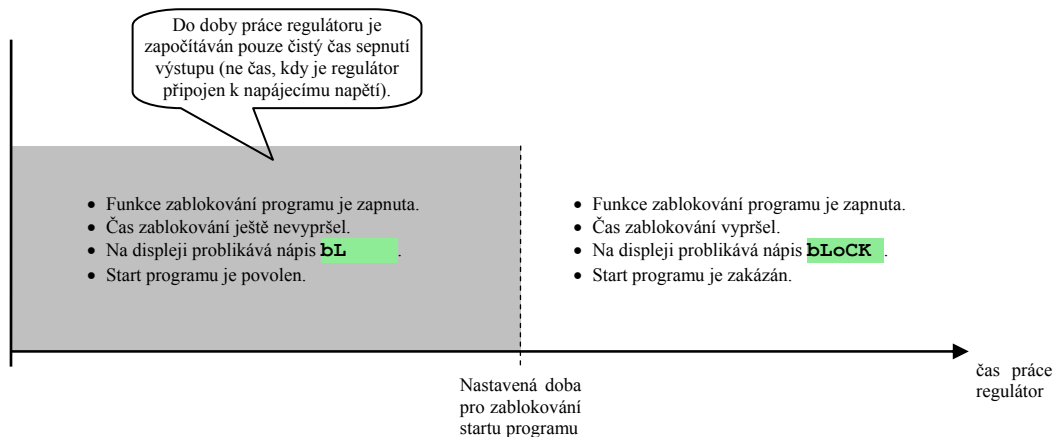 Do doby práce regulátoru je
započítáván pouze čistý čas sepnutí
výstupu (ne čas, kdy je regulátor
připojen k napájecímu napětí).
• Funkce zablokování programu je zapnuta.
• Čas zablokování ještě nevypršel.
• Na displeji problikává nápis bL .
• Start programu je povolen.
• Funkce zablokování programu je zapnuta.
• Čas zablokování vypršel.
• Na displeji problikává nápis bLoCK .
• Start programu je zakázán.
čas práce
regulátor
Nastavená doba
pro zablokování
startu programu